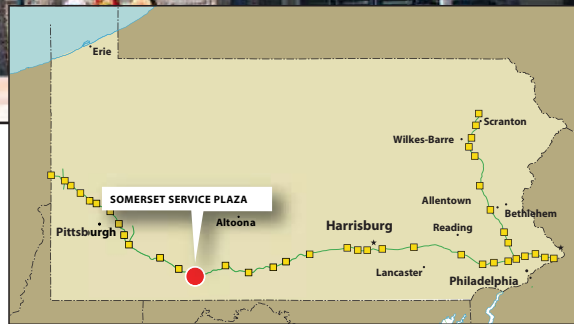 Erie
Scranton
Wilkes-Barre
SOMERSET SERVICE PLAZA
Allentown
Bethlehem
Altoona
Pittsburgh
Harrisburg
Reading
Lancaster
Philadelphia